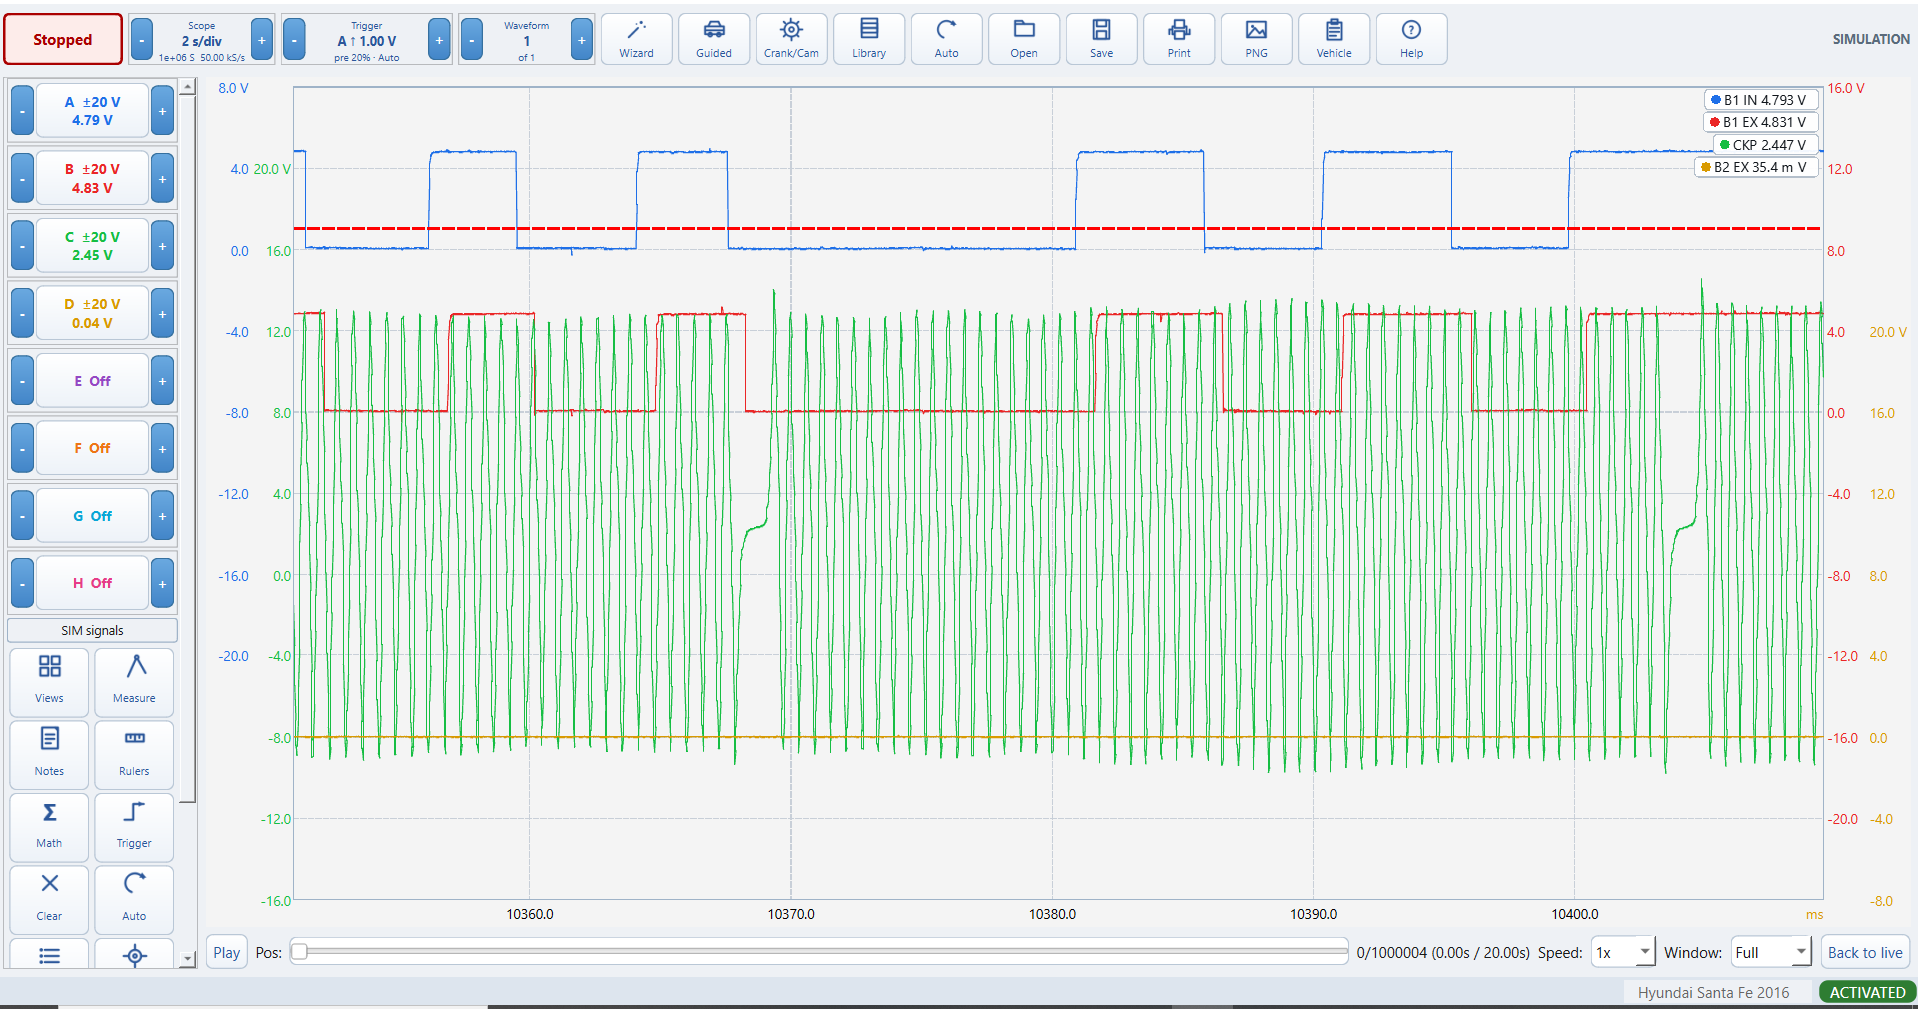 Stopped
-
Scope
2 s/div
1e+06 S 50.00 kS/s
+
-
Trigger
A ↑ 1.00 V
pre 20% · Auto
+
-
Waveform
1
of 1
+
Wizard
Guided
Crank/Cam
Library
Auto
Open
Save
Print
PNG
Vehicle
Help
SIMULATION
-
A ±20 V
4.79 V
+
-
B ±20 V
4.83 V
+
-
C ±20 V
2.45 V
+
-
D ±20 V
0.04 V
+
-
E Off
+
-
F Off
+
-
G Off
+
-
H Off
+
SIM signals
Views
Measure
Notes
Rulers
Math
Trigger
Clear
Auto
8.0 V
4.0
0.0
-4.0
-8.0
-12.0
-16.0
-20.0
20.0 V
16.0
12.0
8.0
4.0
0.0
-4.0
-8.0
-12.0
-16.0
B1 IN 4.793 V
B1 EX 4.831 V
CKP 2.447 V
B2 EX 35.4 m V
16.0 V
12.0
8.0
4.0
0.0
-4.0
-8.0
-12.0
-16.0
-20.0
20.0 V
16.0
12.0
8.0
4.0
0.0
-4.0
-8.0
10360.0
10370.0
10380.0
10390.0
10400.0
ms
Play
Pos:
0/1000004 (0.00s / 20.00s)
Speed:
1x
Window:
Full
Back to live
Hyundai Santa Fe 2016
ACTIVATED